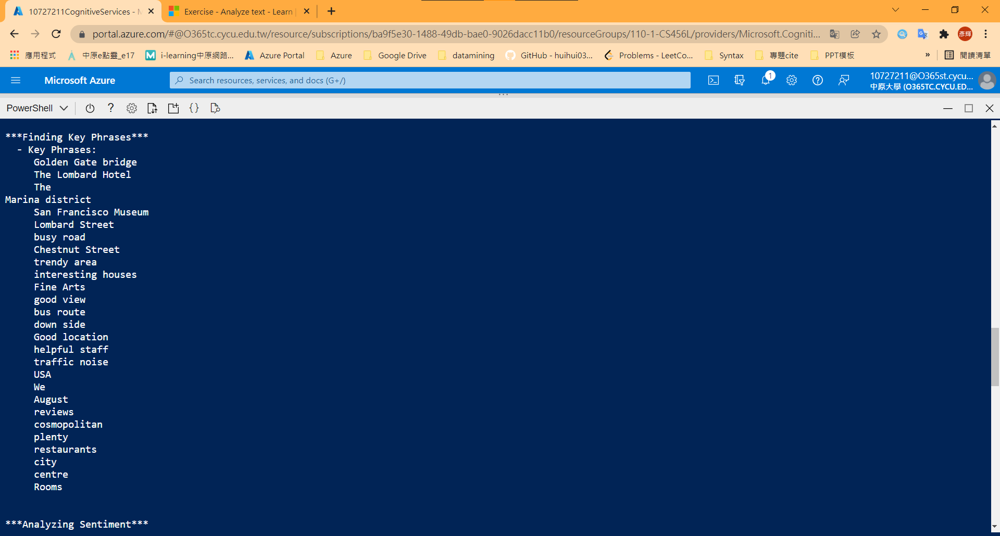 10727211CognitiveServices - M
Exercise - Analyze text - Learn |
portal.azure.com/#@O365tc.cycu.edu.tw/resource/subscriptions/ba9f5e30-1488-49db-bae0-9026dacc11b0/resourceGroups/110-1-CS456L/providers/Microsoft.Cogniti...
彥輝
應用程式
中原e點靈_e17
i-learning中原網路...
Azure Portal
Azure
Google Drive
datamining
GitHub - huihui03...
Problems - LeetCo...
Syntax
專題cite
PPT模板
»
閱讀清單
Microsoft Azure
Search resources, services, and docs (G+/)
1
10727211@O365st.cycu...
中原大學 (O365TC.CYCU.ED...
PowerShell
***Finding Key Phrases***
- Key Phrases:
Golden Gate bridge
The Lombard Hotel
The
Marina district
San Francisco Museum
Lombard Street
busy road
Chestnut Street
trendy area
interesting houses
Fine Arts
good view
bus route
down side
Good location
helpful staff
traffic noise
USA
We
August
reviews
cosmopolitan
plenty
restaurants
city
centre
Rooms
***Analyzing Sentiment***